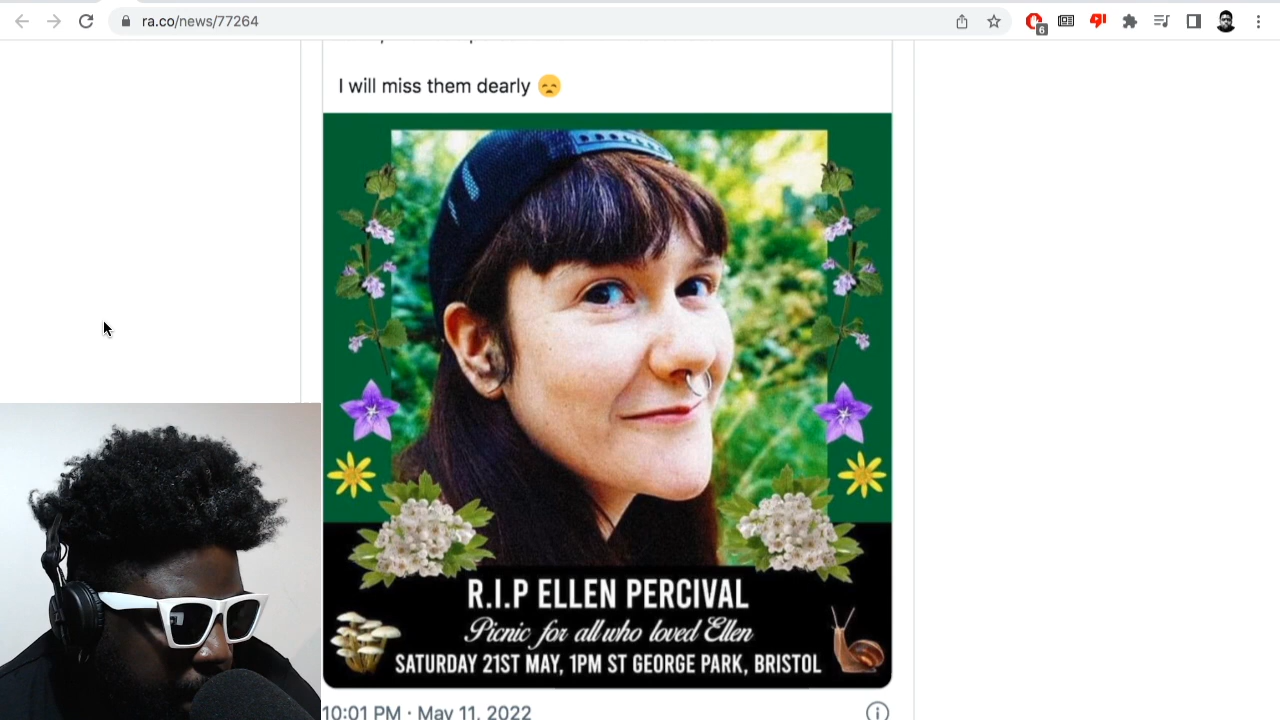 ra.co/news/77264
6
I will miss them dearly
R.I.P ELLEN PERCIVAL
Picnic for all who loved Ellen
SATURDAY 21ST MAY, 1PM ST GEORGE PARK, BRISTOL
10:01 PM · May 11, 2022